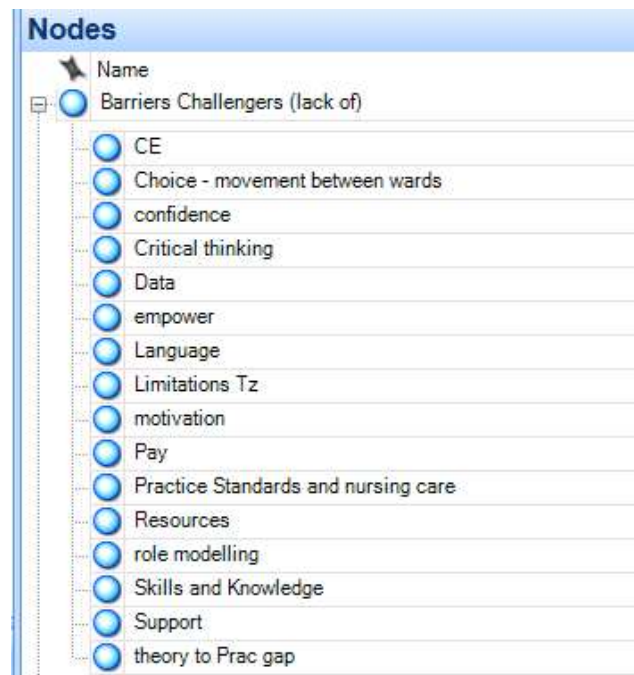 Nodes
Name
Barriers Challengers (lack of)
CE
Choice - movement between wards
confidence
Critical thinking
Data
empower
Language
Limitations Tz
motivation
Pay
Practice Standards and nursing care
Resources
role modelling
Skills and Knowledge
Support
theory to Prac gap